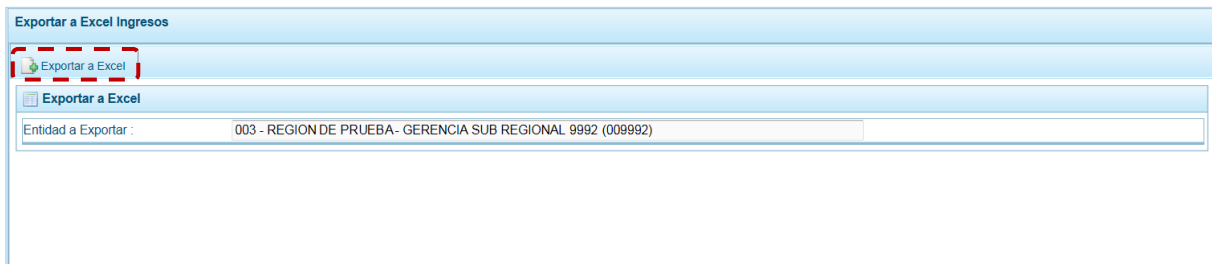 Exportar a Excel Ingresos
Exportar a Excel
Exportar a Excel
Entidad a Exportar : 003 - REGION DE PRUEBA- GERENCIA SUB REGIONAL 9992 (009992)